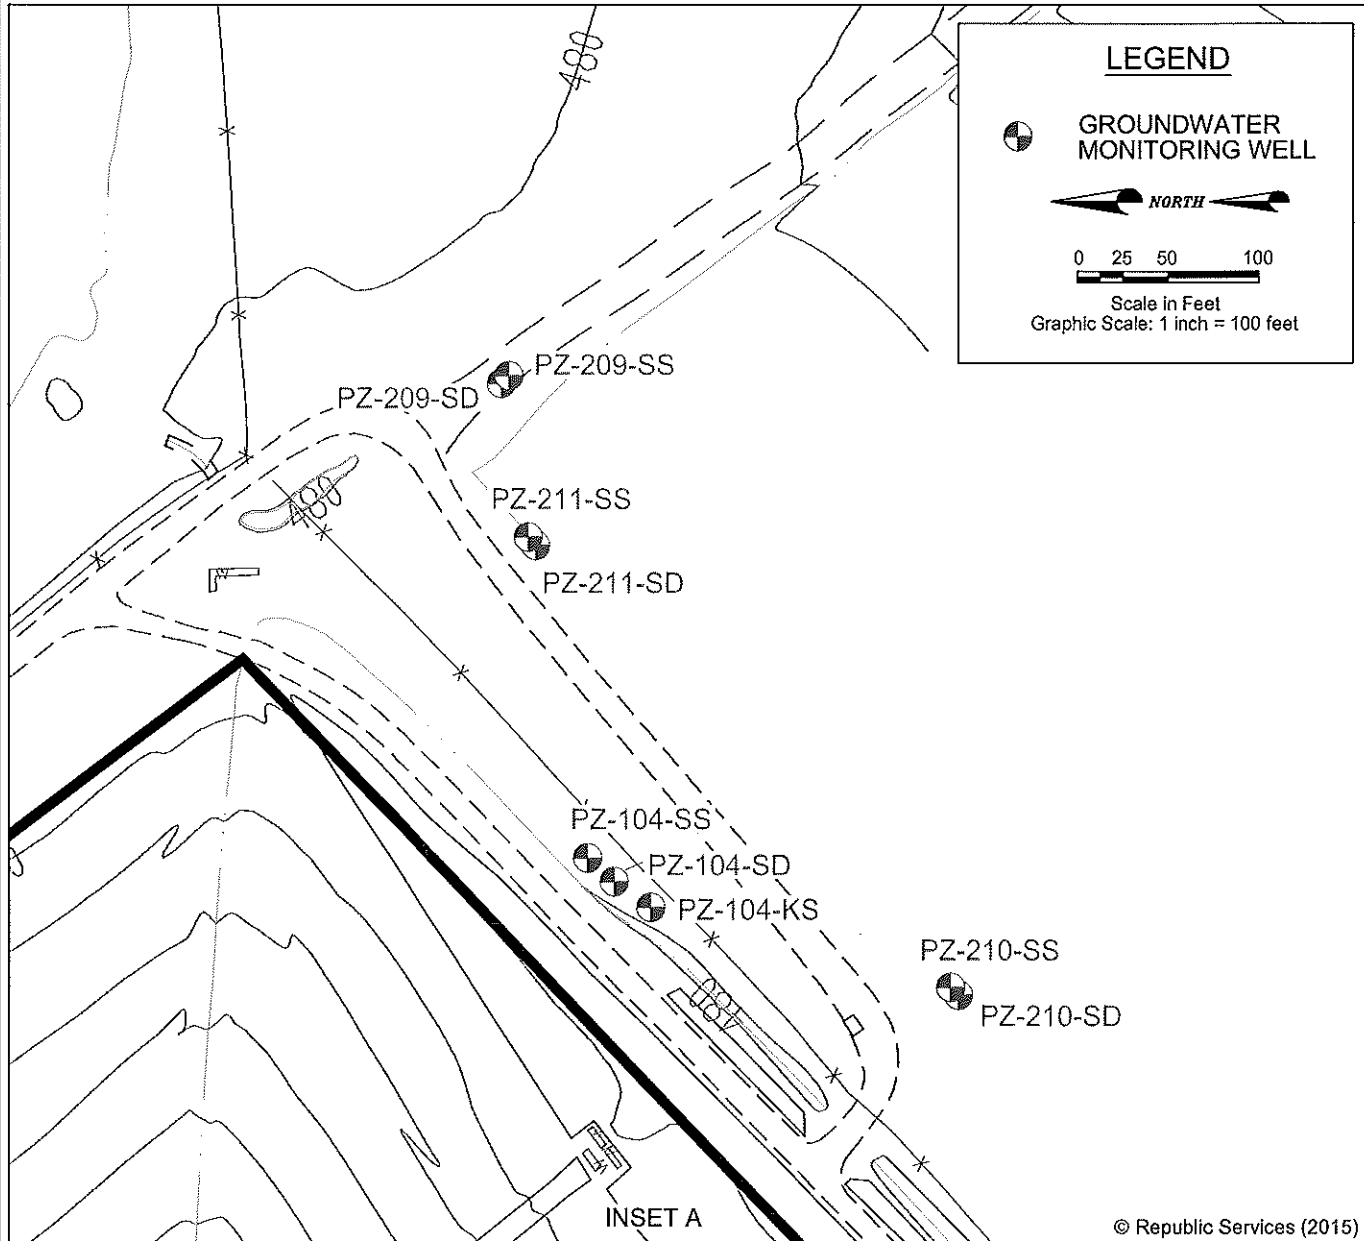 480
LEGEND
GROUNDWATER
MONITORING WELL
NORTH
0 25 50 100
Scale in Feet
Graphic Scale: 1 inch = 100 feet
PZ-209-SS
PZ-209-SD
480
PZ-211-SS
PZ-211-SD
PZ-104-SS
PZ-104-SD
PZ-104-KS
PZ-210-SS
PZ-210-SD
480
INSET A
© Republic Services (2015)